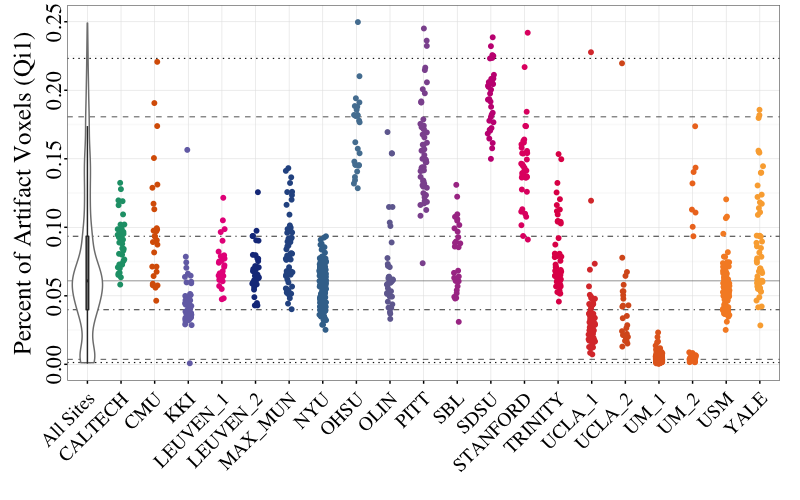 Percent of Artifact Voxels (Qi1)
0.25
0.20
0.15
0.10
0.05
0.00
All Sites
CALTECH
CMU
KKI
LEUVEN_1
LEUVEN_2
MAX_MUN
NYU
OHSU
OLIN
PITT
SBL
SDSU
STANFORD
TRINITY
UCLA_1
UCLA_2
UM_1
UM_2
USM
YALE